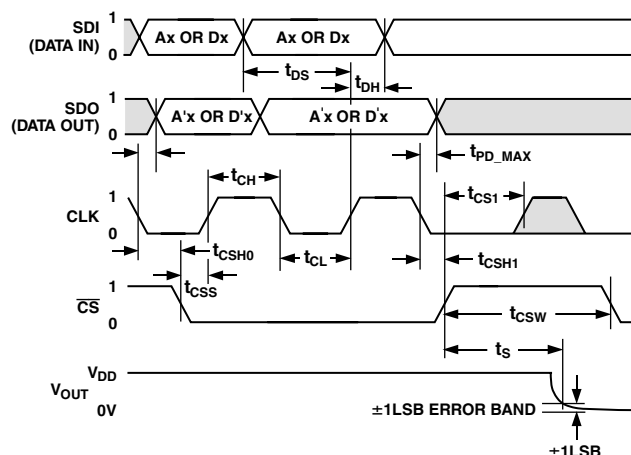 SDI
(DATA IN)
1
0
Ax OR Dx
Ax OR Dx
tDS
tDH
SDO
(DATA OUT)
1
0
A'x OR D'x
A'x OR D'x
tPD_MAX
CLK
1
0
tCH
tCS1
tCSH0
tCL
tCSH1
tCSS
CS
1
0
tCSW
tS
VDD
VOUT
0V
±1LSB ERROR BAND
±1LSB